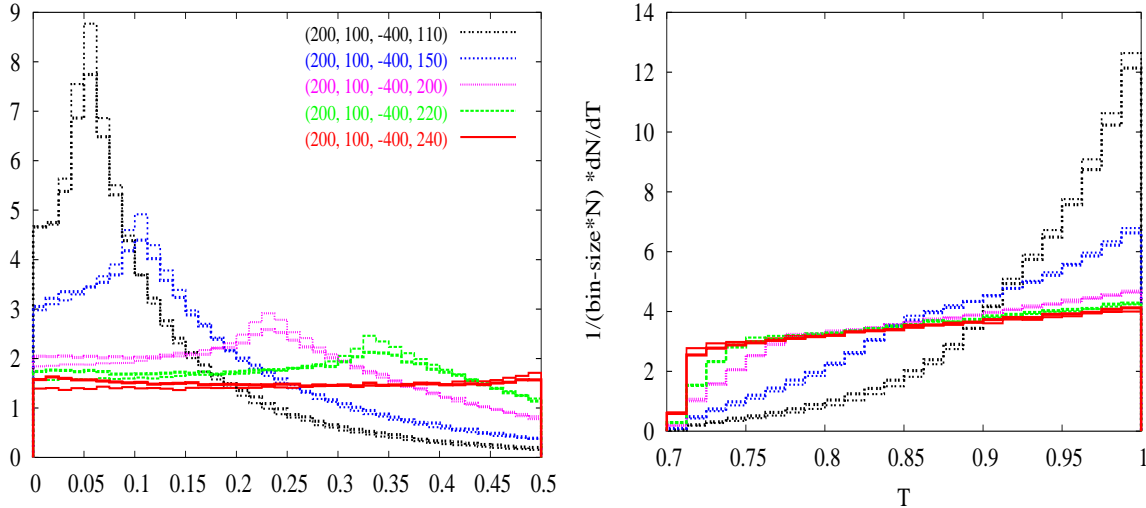 9
8
7
6
5
4
3
2
1
0
(200, 100, -400, 110)
(200, 100, -400, 150)
(200, 100, -400, 200)
(200, 100, -400, 220)
(200, 100, -400, 240)
0 0.05 0.1 0.15 0.2 0.25 0.3 0.35 0.4 0.45 0.5
1/(bin-size*N) *dN/dT
14
12
10
8
6
4
2
0
0.7 0.75 0.8 0.85 0.9 0.95 1
T